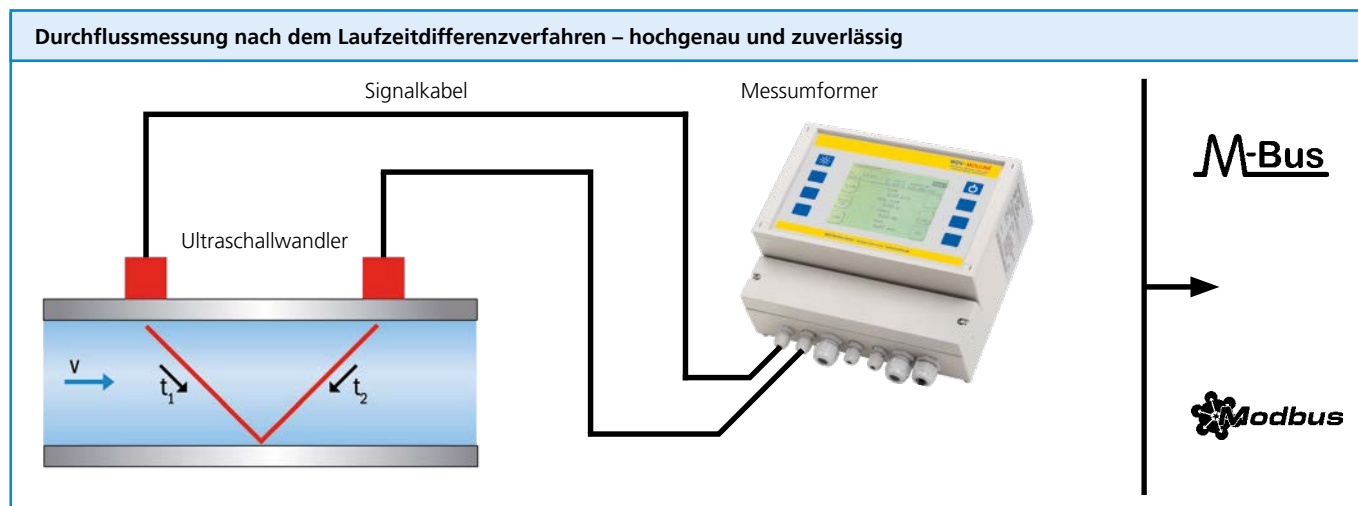 Durchflussmessung nach dem Laufzeitdifferenzverfahren – hochgenau und zuverlässig
Signalkabel
Messumformer
M-Bus
Ultraschallwandler
v
t₁
t₂
Modbus